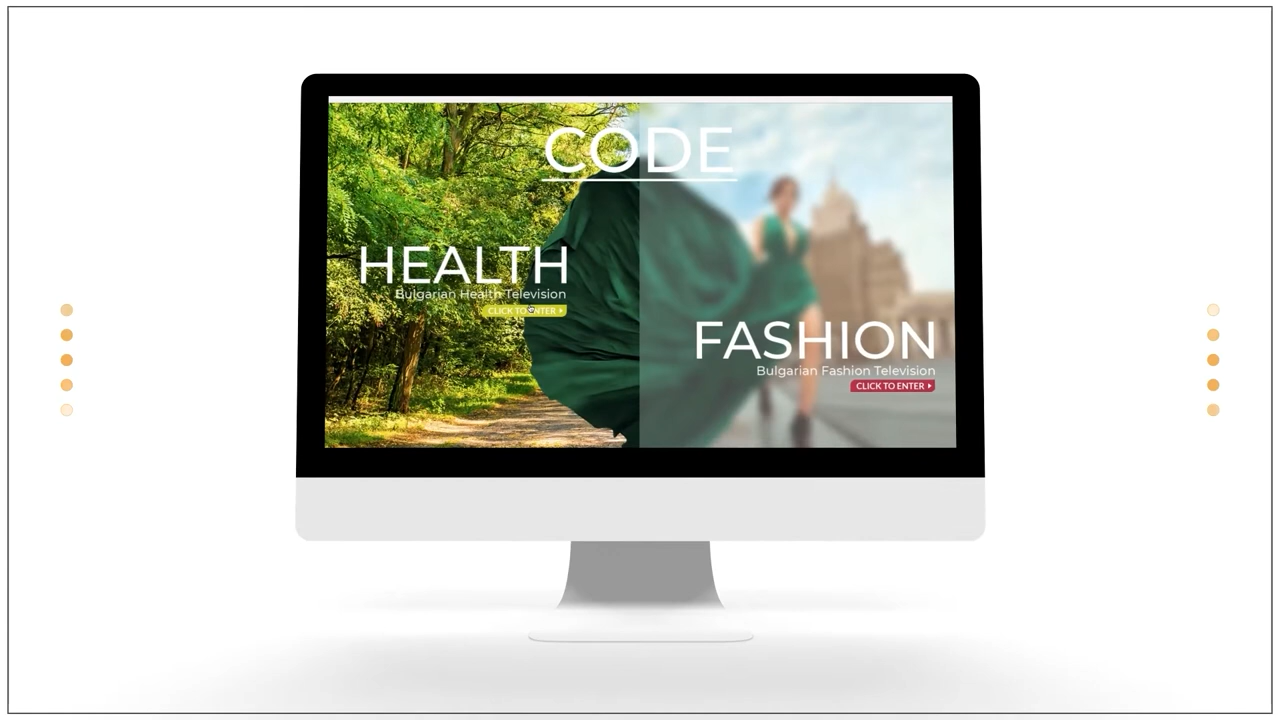 CODE
HEALTH
Bulgarian Health Television
CLICK TO ENTER
FASHION
Bulgarian Fashion Television
CLICK TO ENTER